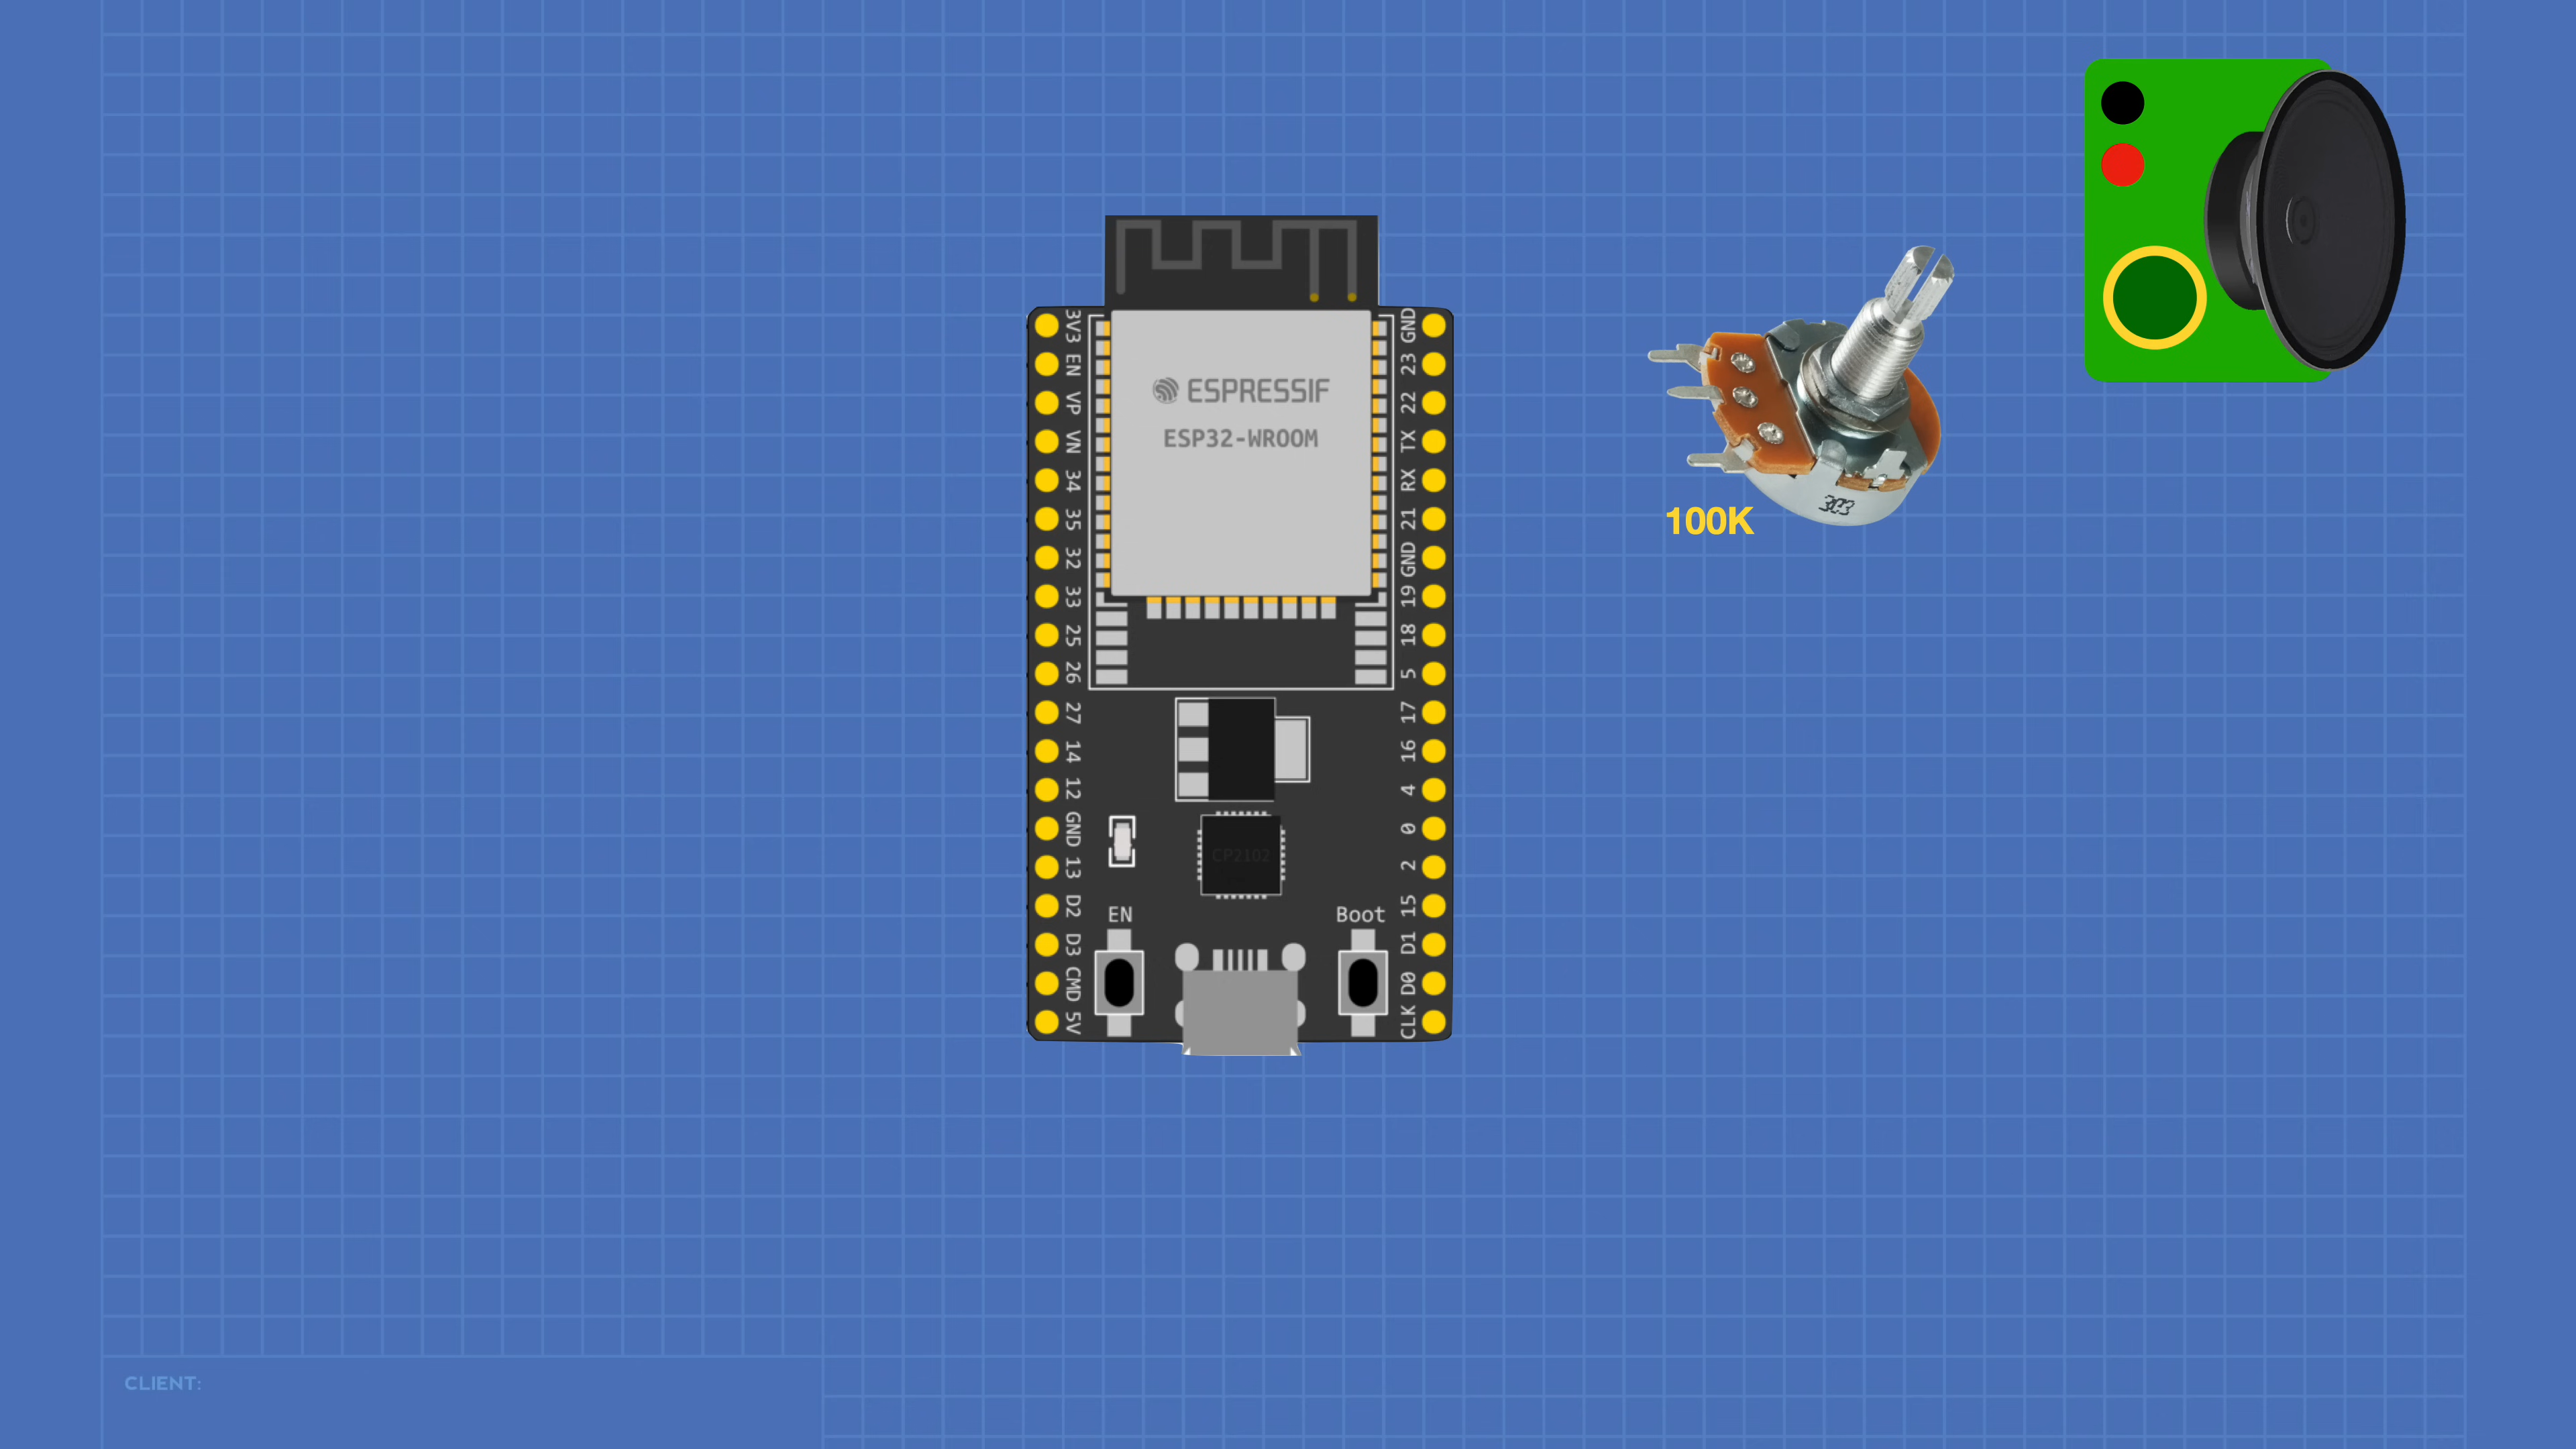 ESPRESSIF
ESP32-WROOM
3V3
EN
VP
VN
34
35
32
33
25
26
27
14
12
GND
13
D2
D3
CMD
5V
GND
23
22
TX
RX
21
GND
19
18
5
17
16
4
0
2
15
D1
D0
CLK
CP2102
EN
Boot
100K
CLIENT: